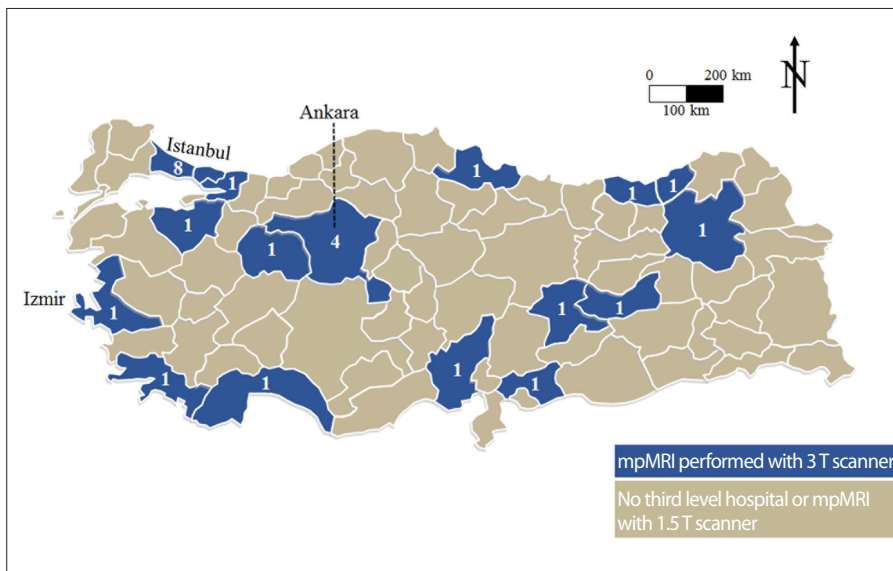 N
0 200 km
100 km
Ankara
Istanbul
8
1
1
1
1
1
1
4
1
1
1
Izmir
1
1
1
1
1
mpMRI performed with 3 T scanner
No third level hospital or mpMRI
with 1.5 T scanner